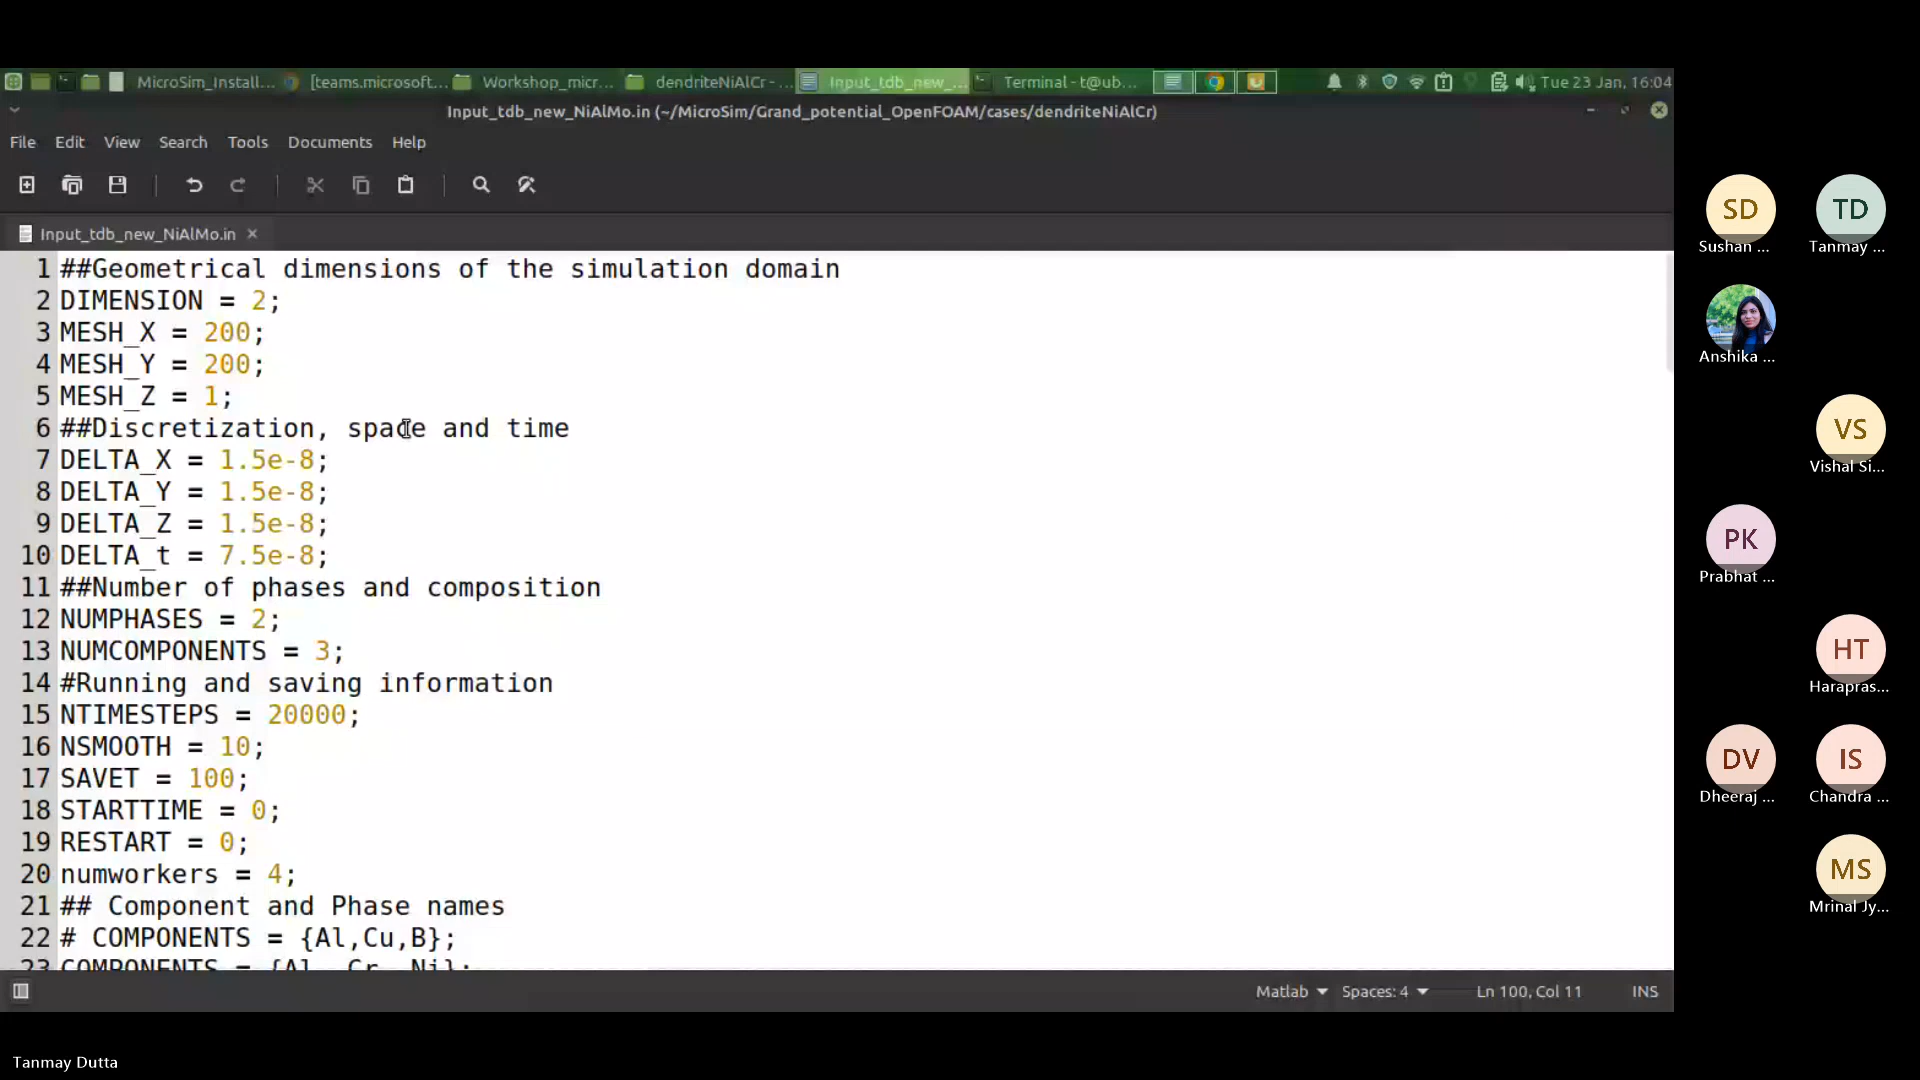 MicroSim_Install... [teams.microsoft... Workshop_micr... dendriteNiAlCr -... Input_tdb_new_... Terminal - t@ub... Tue 23 Jan, 16:04
Input_tdb_new_NiAlMo.in (~/MicroSim/Grand_potential_OpenFOAM/cases/dendriteNiAlCr)
File Edit View Search Tools Documents Help
Input_tdb_new_NiAlMo.in
1 ##Geometrical dimensions of the simulation domain
2 DIMENSION = 2;
3 MESH_X = 200;
4 MESH_Y = 200;
5 MESH_Z = 1;
6 ##Discretization, space and time
7 DELTA_X = 1.5e-8;
8 DELTA_Y = 1.5e-8;
9 DELTA_Z = 1.5e-8;
10 DELTA_t = 7.5e-8;
11 ##Number of phases and composition
12 NUMPHASES = 2;
13 NUMCOMPONENTS = 3;
14 #Running and saving information
15 NTIMESTEPS = 20000;
16 NSMOOTH = 10;
17 SAVET = 100;
18 STARTTIME = 0;
19 RESTART = 0;
20 numworkers = 4;
21 ## Component and Phase names
22 # COMPONENTS = {Al,Cu,B};
23 COMPONENTS = {Al, Cr, Ni};
Matlab Spaces: 4 Ln 100, Col 11 INS
SD TD
Sushan ... Tanmay ...
Anshika ...
VS
Vishal Si...
PK
Prabhat ...
HT
Harapras...
DV IS
Dheeraj ... Chandra ...
MS
Mrinal Jy...
Tanmay Dutta